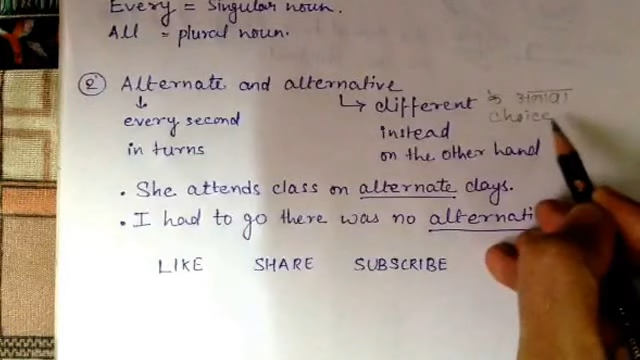 Every = Singular noun.
All = plural noun.
② Alternate and alternative
↓ ↳ different के अलावा
every second choice
in turns instead
on the other hand
• She attends class on alternate days.
• I had to go there was no alternati
LIKE SHARE SUBSCRIBE